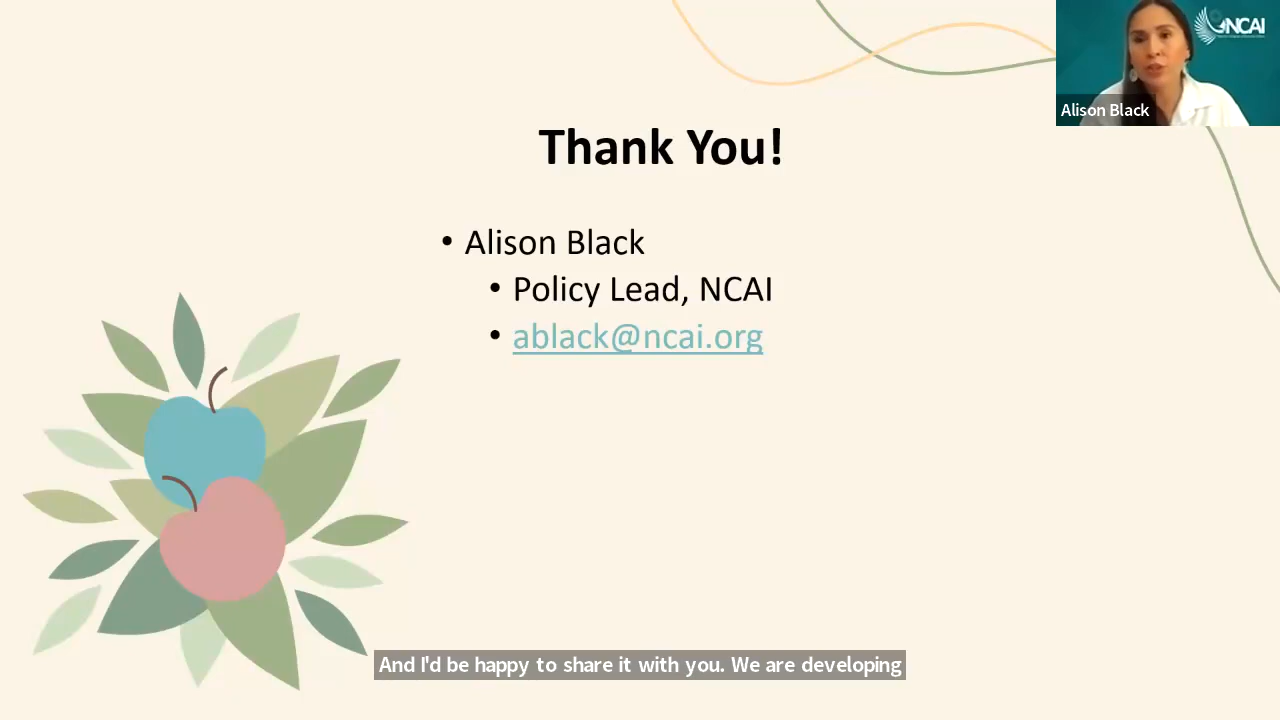 NCAI
Alison Black
Thank You!
• Alison Black
• Policy Lead, NCAI
• ablack@ncai.org
And I'd be happy to share it with you. We are developing